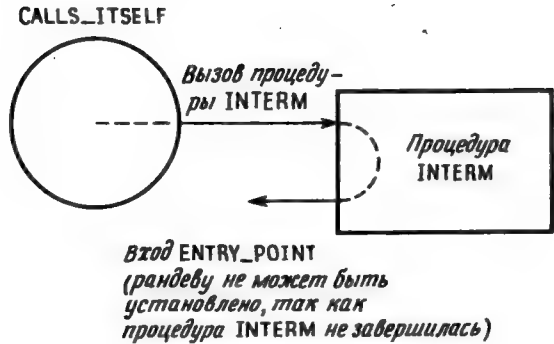 CALLS_ITSELF
Вызов процеду-
ры INTERM
Процедура
INTERM
Вход ENTRY_POINT
(рандеву не может быть
установлено, так как
процедура INTERM не завершилась)